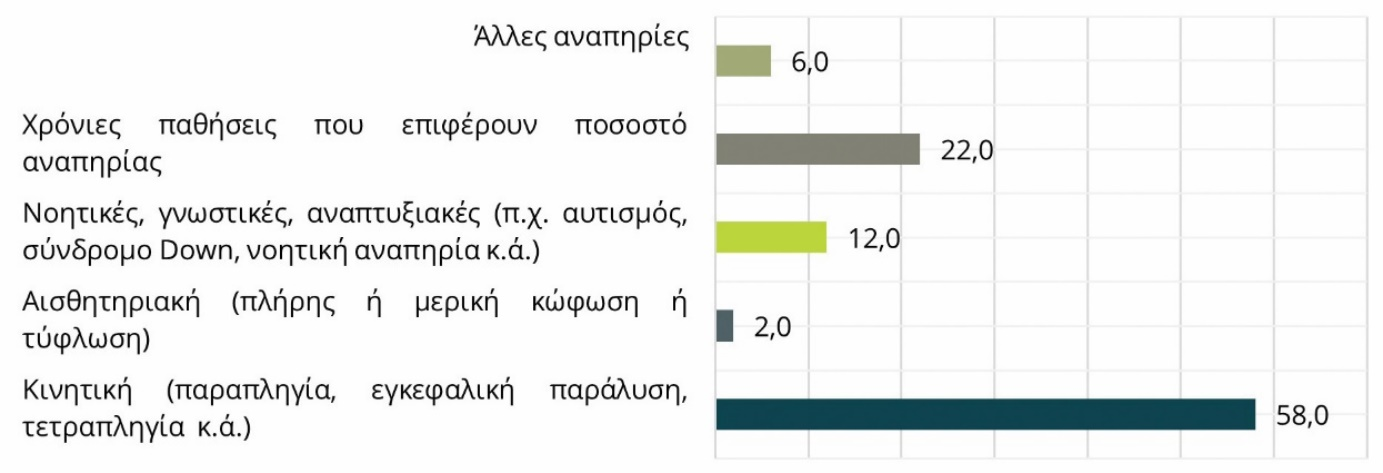 Άλλες αναπηρίες
6,0
Χρόνιες παθήσεις που επιφέρουν ποσοστό
αναπηρίας
22,0
Νοητικές, γνωστικές, αναπτυξιακές (π.χ. αυτισμός,
σύνδρομο Down, νοητική αναπηρία κ.ά.)
12,0
Αισθητηριακή (πλήρης ή μερική κώφωση ή
τύφλωση)
2,0
Κινητική (παραπληγία, εγκεφαλική παράλυση,
τετραπληγία κ.ά.)
58,0